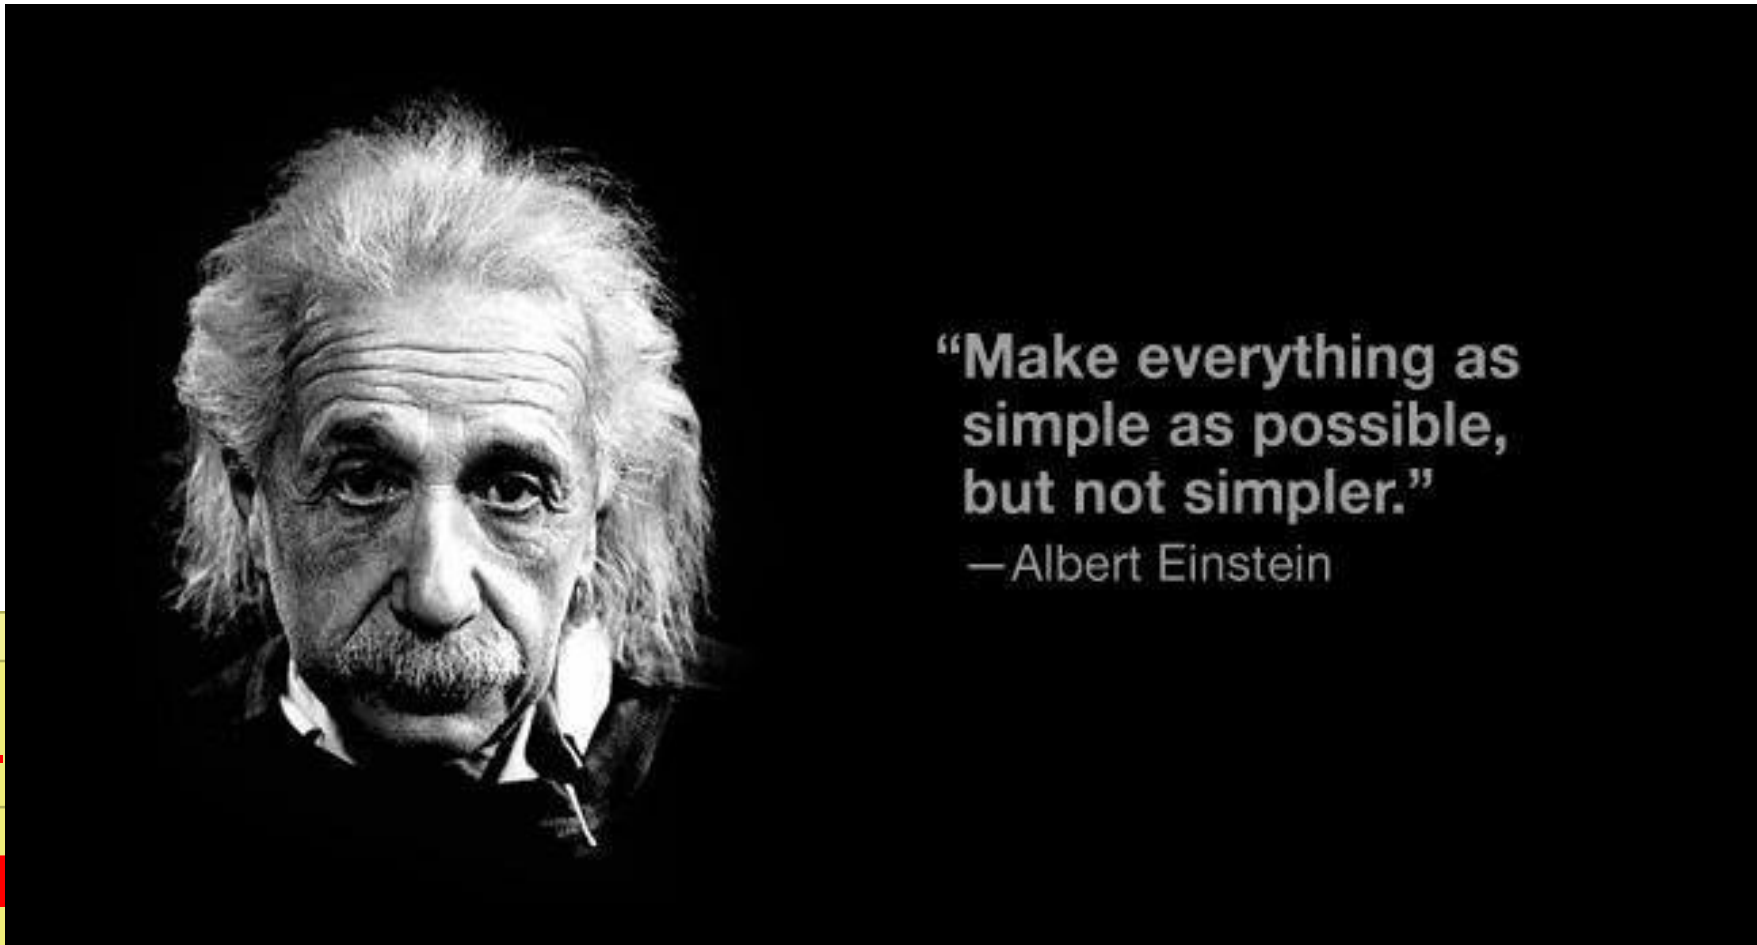 “Make everything as
simple as possible,
but not simpler.”
—Albert Einstein